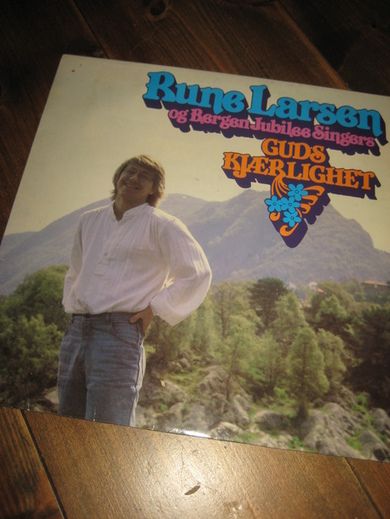 Rune Larsen
og Bergen Jubilee Singers
GUDS
KJÆRLIGHET